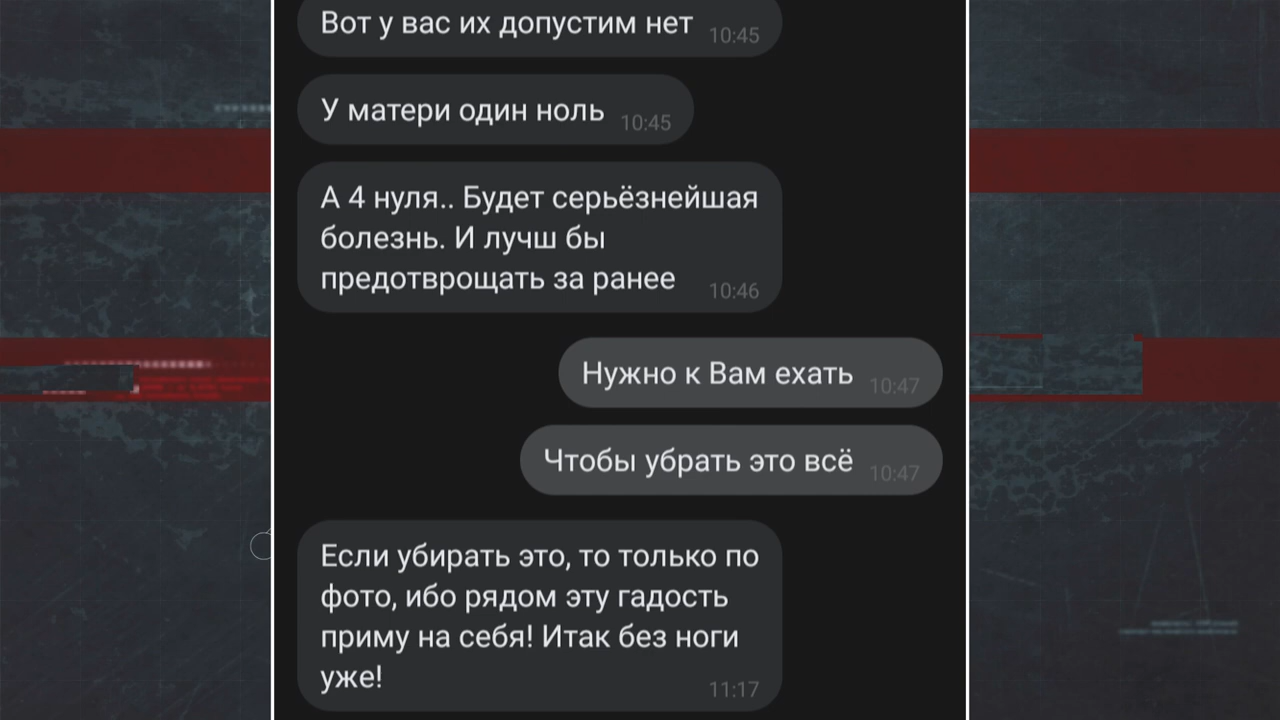 Вот у вас их допустим нет 10:45
У матери один ноль 10:45
А 4 нуля.. Будет серьёзнейшая
болезнь. И лучш бы
предотврощать за ранее 10:46
Нужно к Вам ехать 10:47
Чтобы убрать это всё 10:47
Если убирать это, то только по
фото, ибо рядом эту гадость
приму на себя! Итак без ноги
уже! 11:17